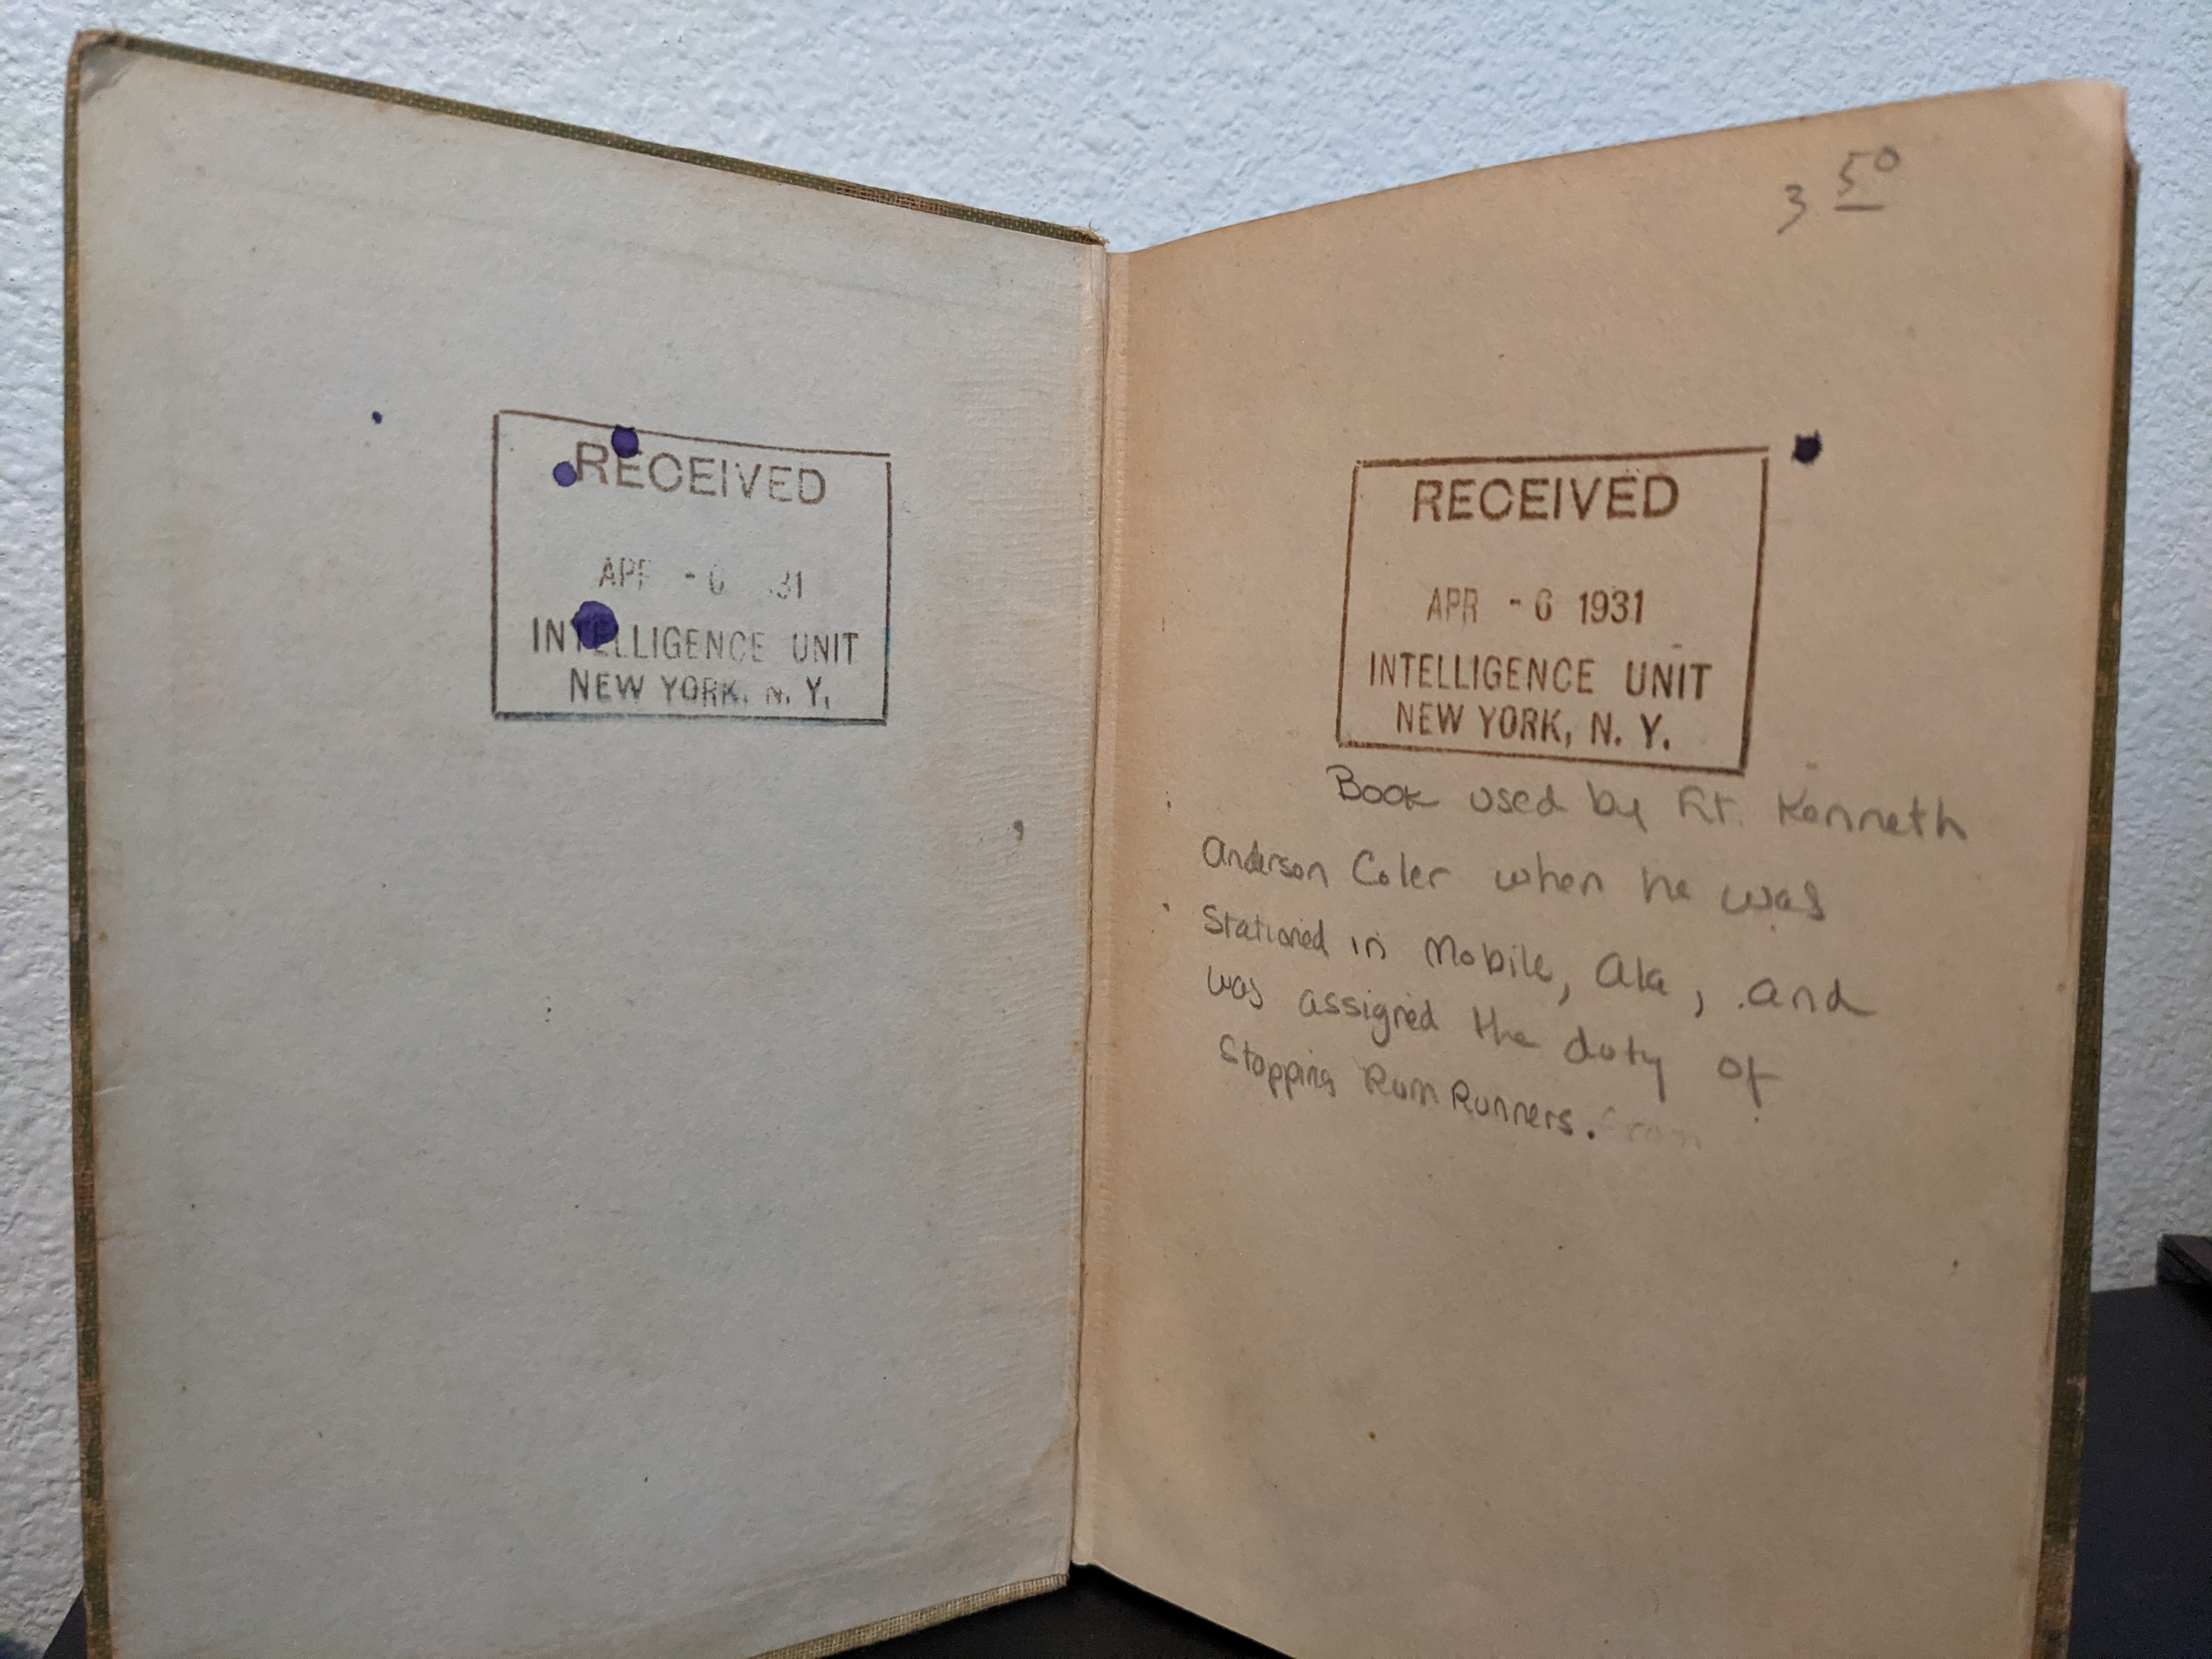 RECEIVED
APR - 6 31
INTELLIGENCE UNIT
NEW YORK, N. Y.
3 50
RECEIVED
APR - 6 1931
INTELLIGENCE UNIT
NEW YORK, N. Y.
Book used by Kenneth
Anderson Coler when he was
Stationed in Mobile, Ala, and
was assigned the duty of
Stopping Rum Runners. from